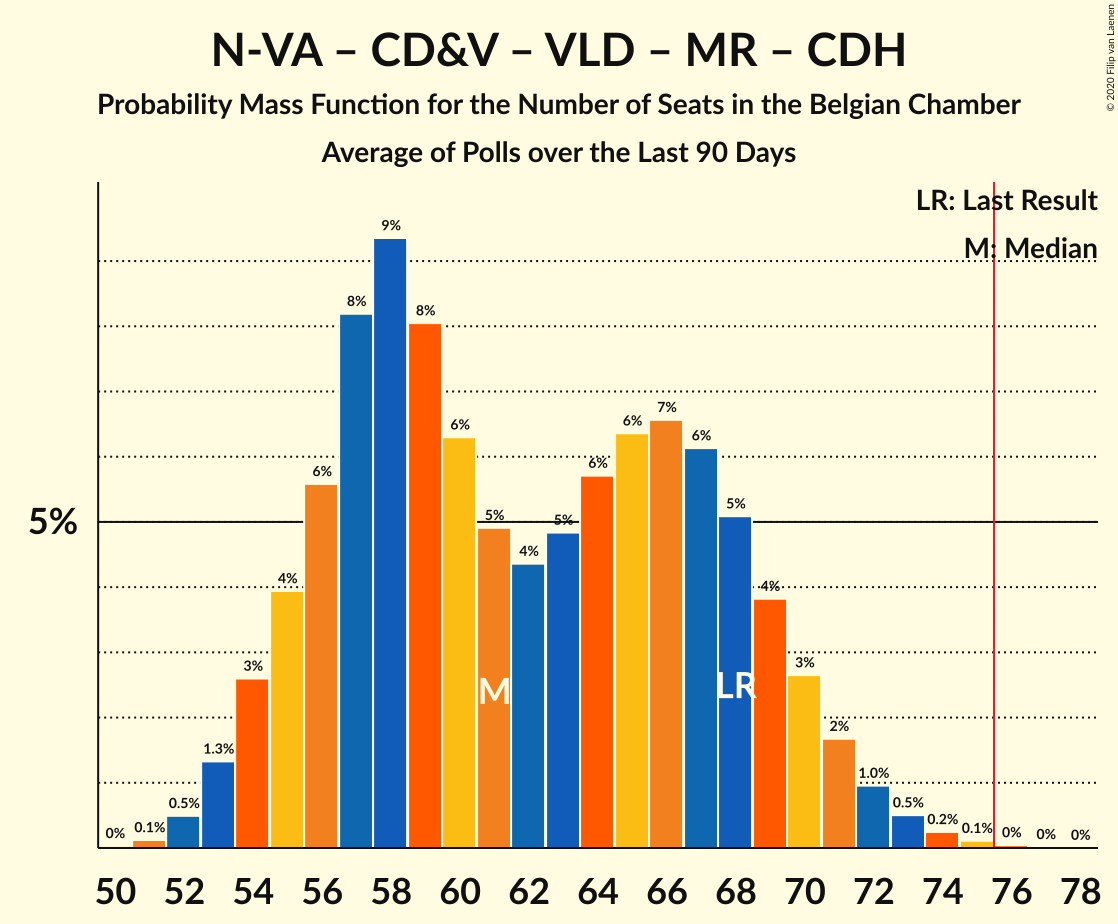 N-VA – CD&V – VLD – MR – CDH
Probability Mass Function for the Number of Seats in the Belgian Chamber
Average of Polls over the Last 90 Days
© 2020 Filip van Laenen
LR: Last Result
M: Median
5%
0% 0.1% 0.5% 1.3% 3% 4% 6% 8% 9% 8% 6% 5% 4% 5% 6% 6% 7% 6% 5% 4% 3% 2% 1.0% 0.5% 0.2% 0.1% 0% 0% 0%
M LR
50 52 54 56 58 60 62 64 66 68 70 72 74 76 78